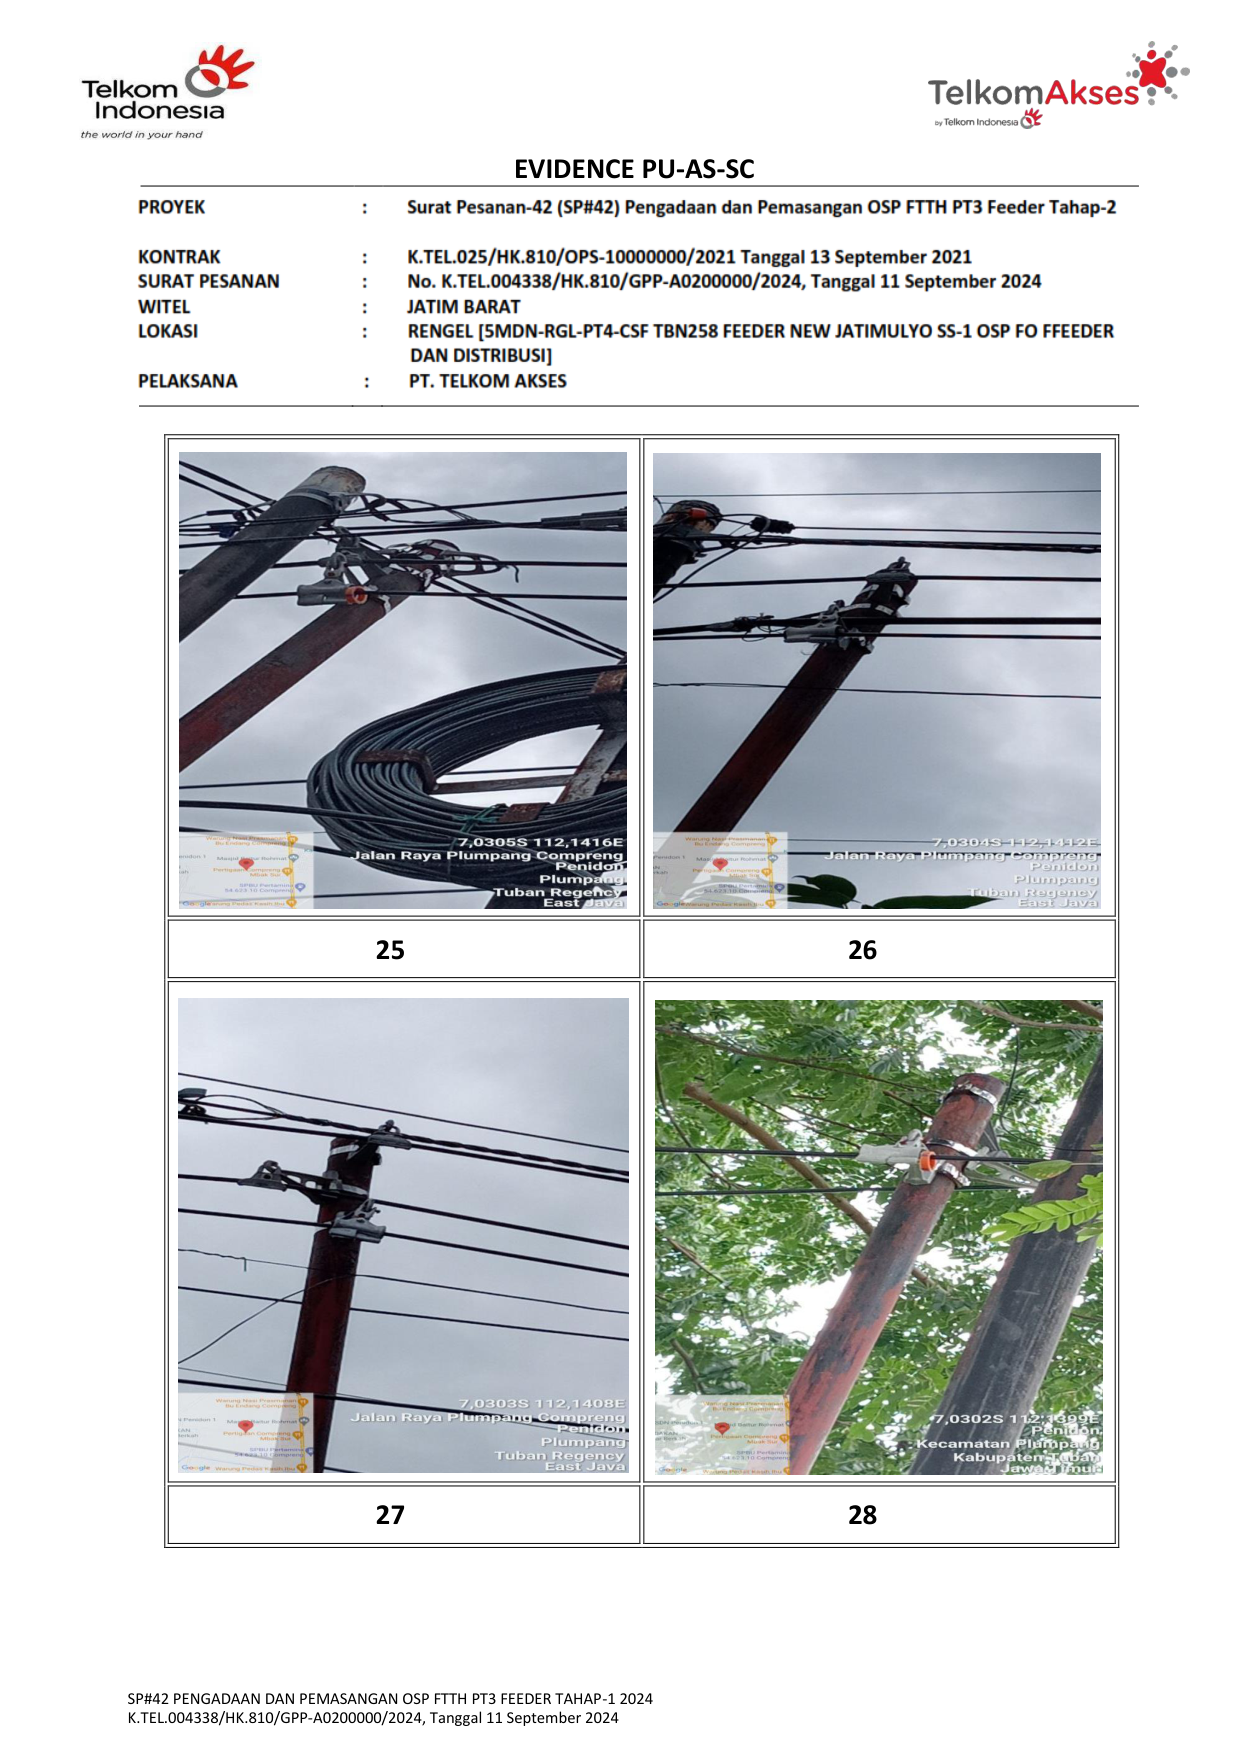 Telkom
Indonesia
the world in your hand
TelkomAkses
by Telkom Indonesia
EVIDENCE PU-AS-SC
PROYEK : Surat Pesanan-42 (SP#42) Pengadaan dan Pemasangan OSP FTTH PT3 Feeder Tahap-2
KONTRAK : K.TEL.025/HK.810/OPS-10000000/2021 Tanggal 13 September 2021
SURAT PESANAN : No. K.TEL.004338/HK.810/GPP-A0200000/2024, Tanggal 11 September 2024
WITEL : JATIM BARAT
LOKASI : RENGEL [5MDN-RGL-PT4-CSF TBN258 FEEDER NEW JATIMULYO SS-1 OSP FO FFEEDER
DAN DISTRIBUSI]
PELAKSANA : PT. TELKOM AKSES
7,0305S 112,1416E
Jalan Raya Plumpang Compreng
Penidon
Plumpang
Tuban Regency
East Java
Google
7,0304S 112,1412E
Jalan Raya Plumpang Compreng
Penidon
Plumpang
Tuban Regency
East Java
Google
25
26
7,0303S 112,1408E
Jalan Raya Plumpang Compreng
Penidon
Plumpang
Tuban Regency
East Java
Google
7,0302S 112,1399E
Penidon
Kecamatan Plumpang
Kabupaten Tuban
Jawa Timur
Google
27
28
SP#42 PENGADAAN DAN PEMASANGAN OSP FTTH PT3 FEEDER TAHAP-1 2024
K.TEL.004338/HK.810/GPP-A0200000/2024, Tanggal 11 September 2024